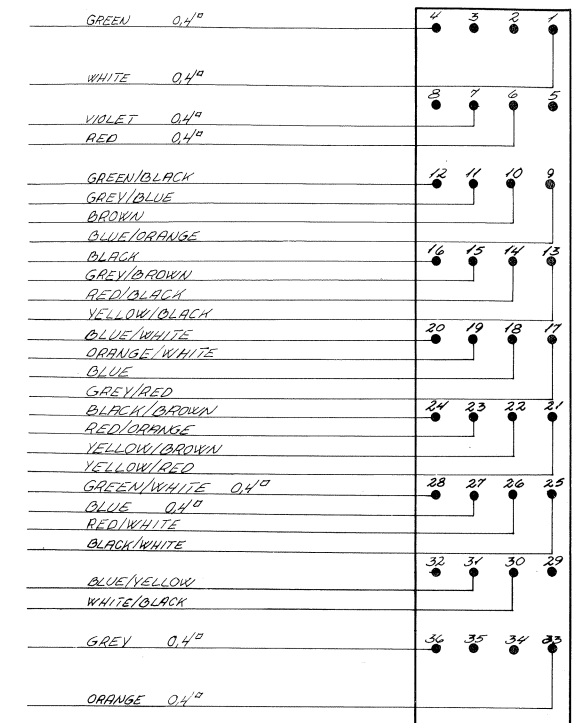 GREEN 0,4□ 4 3 2 1
WHITE 0,4□
8 7 6 5
VIOLET 0,4□
RED 0,4□
GREEN/BLACK 12 11 10 9
GREY/BLUE
BROWN
BLUE/ORANGE
BLACK 16 15 14 13
GREY/BROWN
RED/BLACK
YELLOW/BLACK
BLUE/WHITE 20 19 18 17
ORANGE/WHITE
BLUE
GREY/RED
BLACK/BROWN 24 23 22 21
RED/ORANGE
YELLOW/BROWN
YELLOW/RED
GREEN/WHITE 0,4□ 28 27 26 25
BLUE 0,4□
RED/WHITE
BLACK/WHITE
32 31 30 29
BLUE/YELLOW
WHITE/BLACK
GREY 0,4□ 36 35 34 33
ORANGE 0,4□